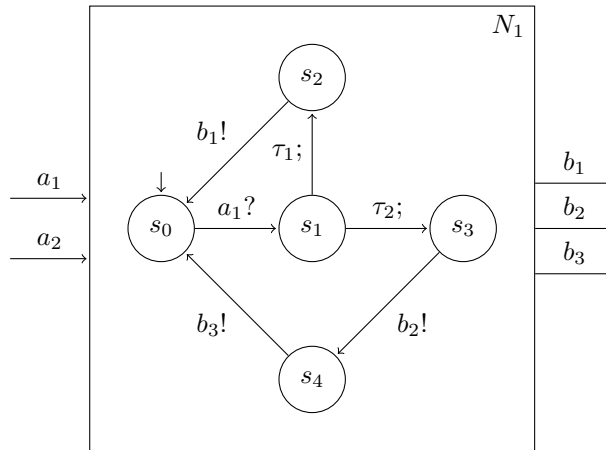 N₁
s₂
b₁!
τ₁;
a₁
b₁
a₁?
τ₂;
s₀
s₁
s₃
b₂
a₂
b₃
b₃!
b₂!
s₄